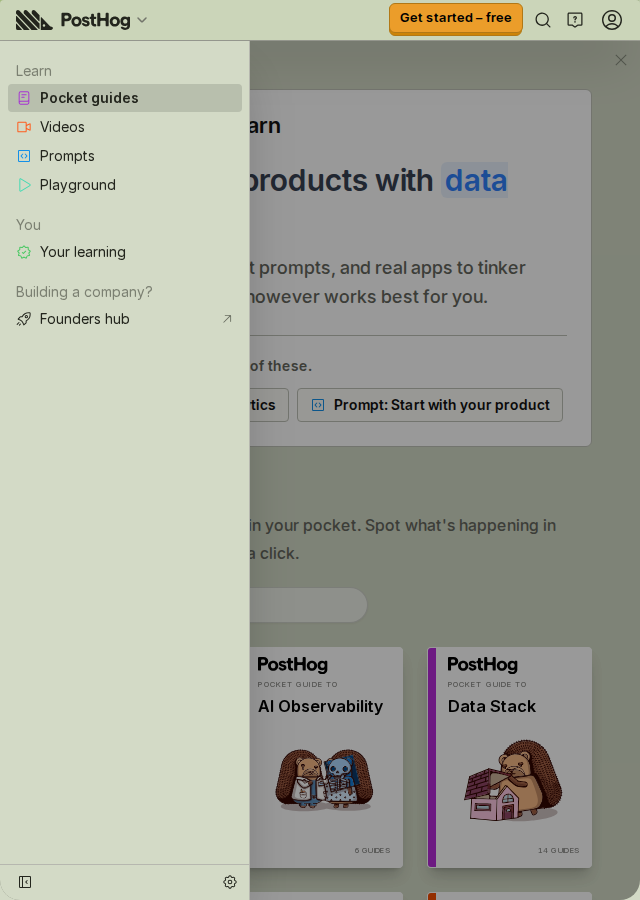 PostHog
Get started – free
Learn
Pocket guides
Videos
Prompts
Playground
You
Your learning
Building a company?
Founders hub
arn
products with data
t prompts, and real apps to tinker
however works best for you.
of these.
tics
Prompt: Start with your product
in your pocket. Spot what's happening in
a click.
PostHog
POCKET GUIDE TO
AI Observability
6 GUIDES
PostHog
POCKET GUIDE TO
Data Stack
14 GUIDES